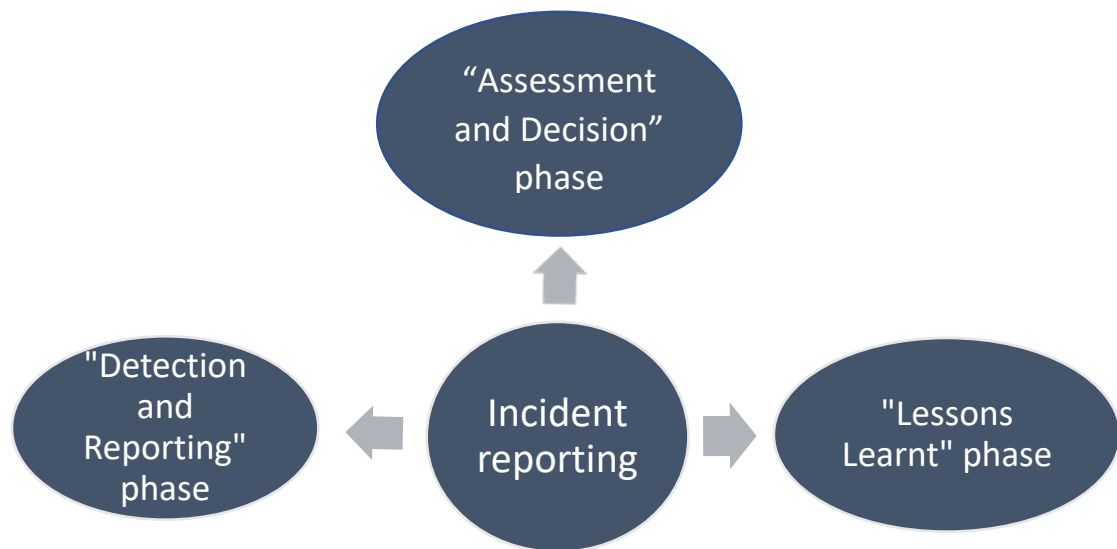 “Assessment
and Decision”
phase
"Detection
and
Reporting"
phase
Incident
reporting
"Lessons
Learnt" phase